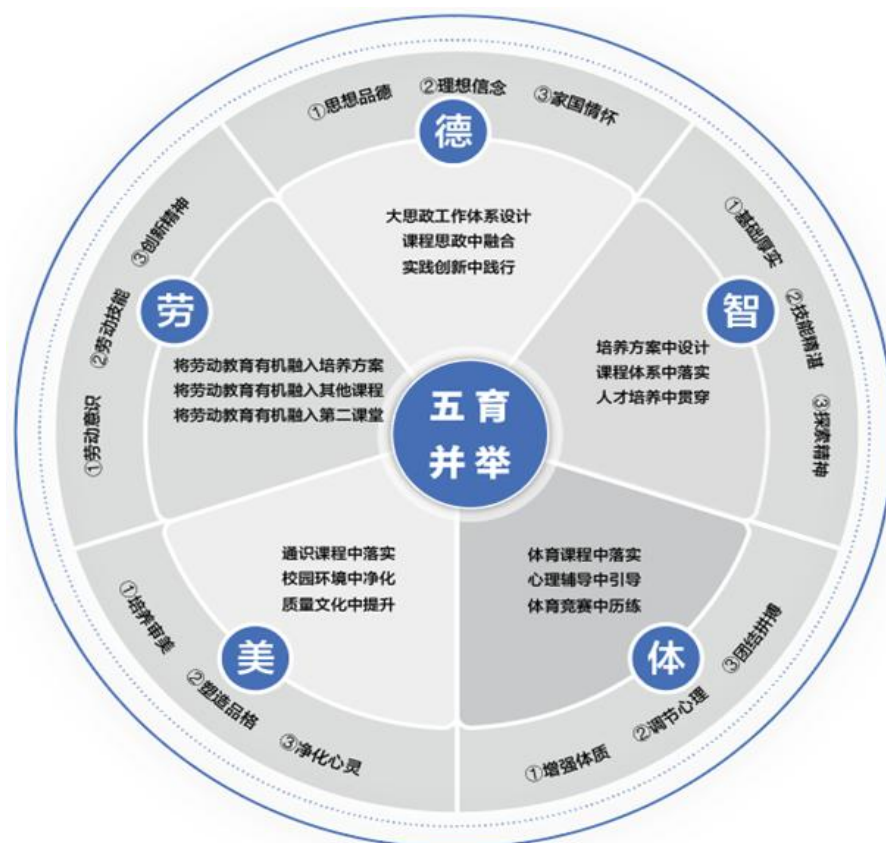 ①思想品德
②理想信念
③家国情怀
德
大思政工作体系设计
课程思政中融合
实践创新中践行
①基础厚实
②技能精湛
③探索精神
智
培养方案中设计
课程体系中落实
人才培养中贯穿
五育
并举
①增强体质
②调节心理
③团结拼搏
体
体育课程中落实
心理辅导中引导
体育竞赛中历练
①培养审美
②塑造品格
③净化心灵
美
通识课程中落实
校园环境中净化
质量文化中提升
①劳动意识
②劳动技能
③创新精神
劳
将劳动教育有机融入培养方案
将劳动教育有机融入其他课程
将劳动教育有机融入第二课堂